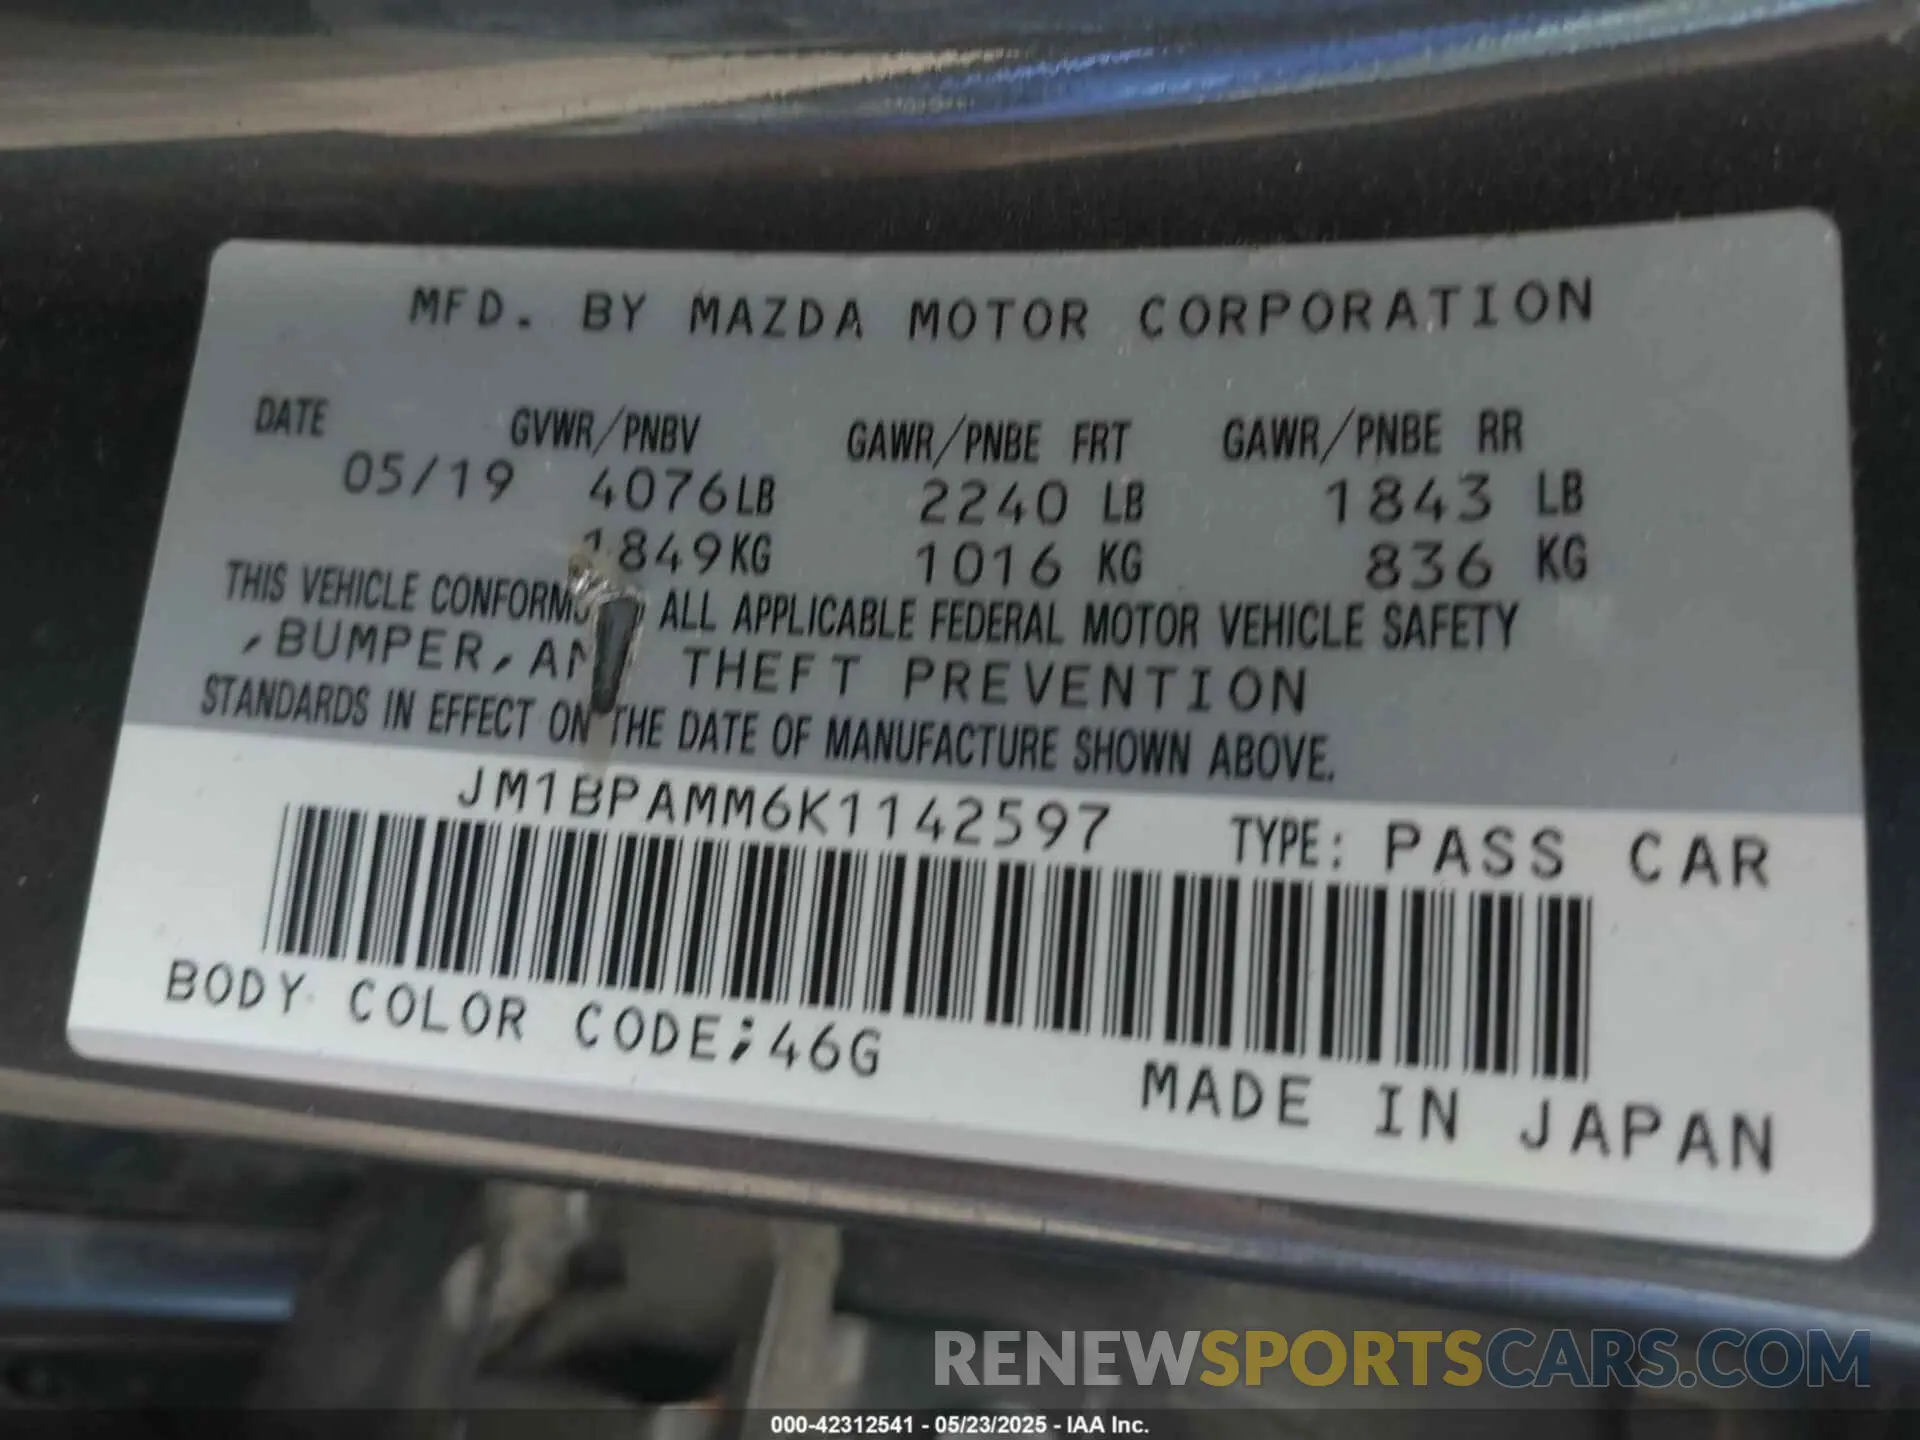 MFD. BY MAZDA MOTOR CORPORATION
DATE GVWR/PNBV GAWR/PNBE FRT GAWR/PNBE RR
05/19 4076LB 2240 LB 1843 LB
1849KG 1016 KG 836 KG
THIS VEHICLE ALL APPLICABLE FEDERAL MOTOR VEHICLE SAFETY
,BUMPER, THEFT PREVENTION
STANDARDS IN EFFECT ON THE DATE OF MANUFACTURE SHOWN ABOVE.
JM1BPAMM6K1142597 TYPE: PASS CAR
BODY COLOR CODE;46G
MADE IN JAPAN
RENEWSPORTSCARS.COM
000-42312541 - 05/23/2025 - IAA Inc.